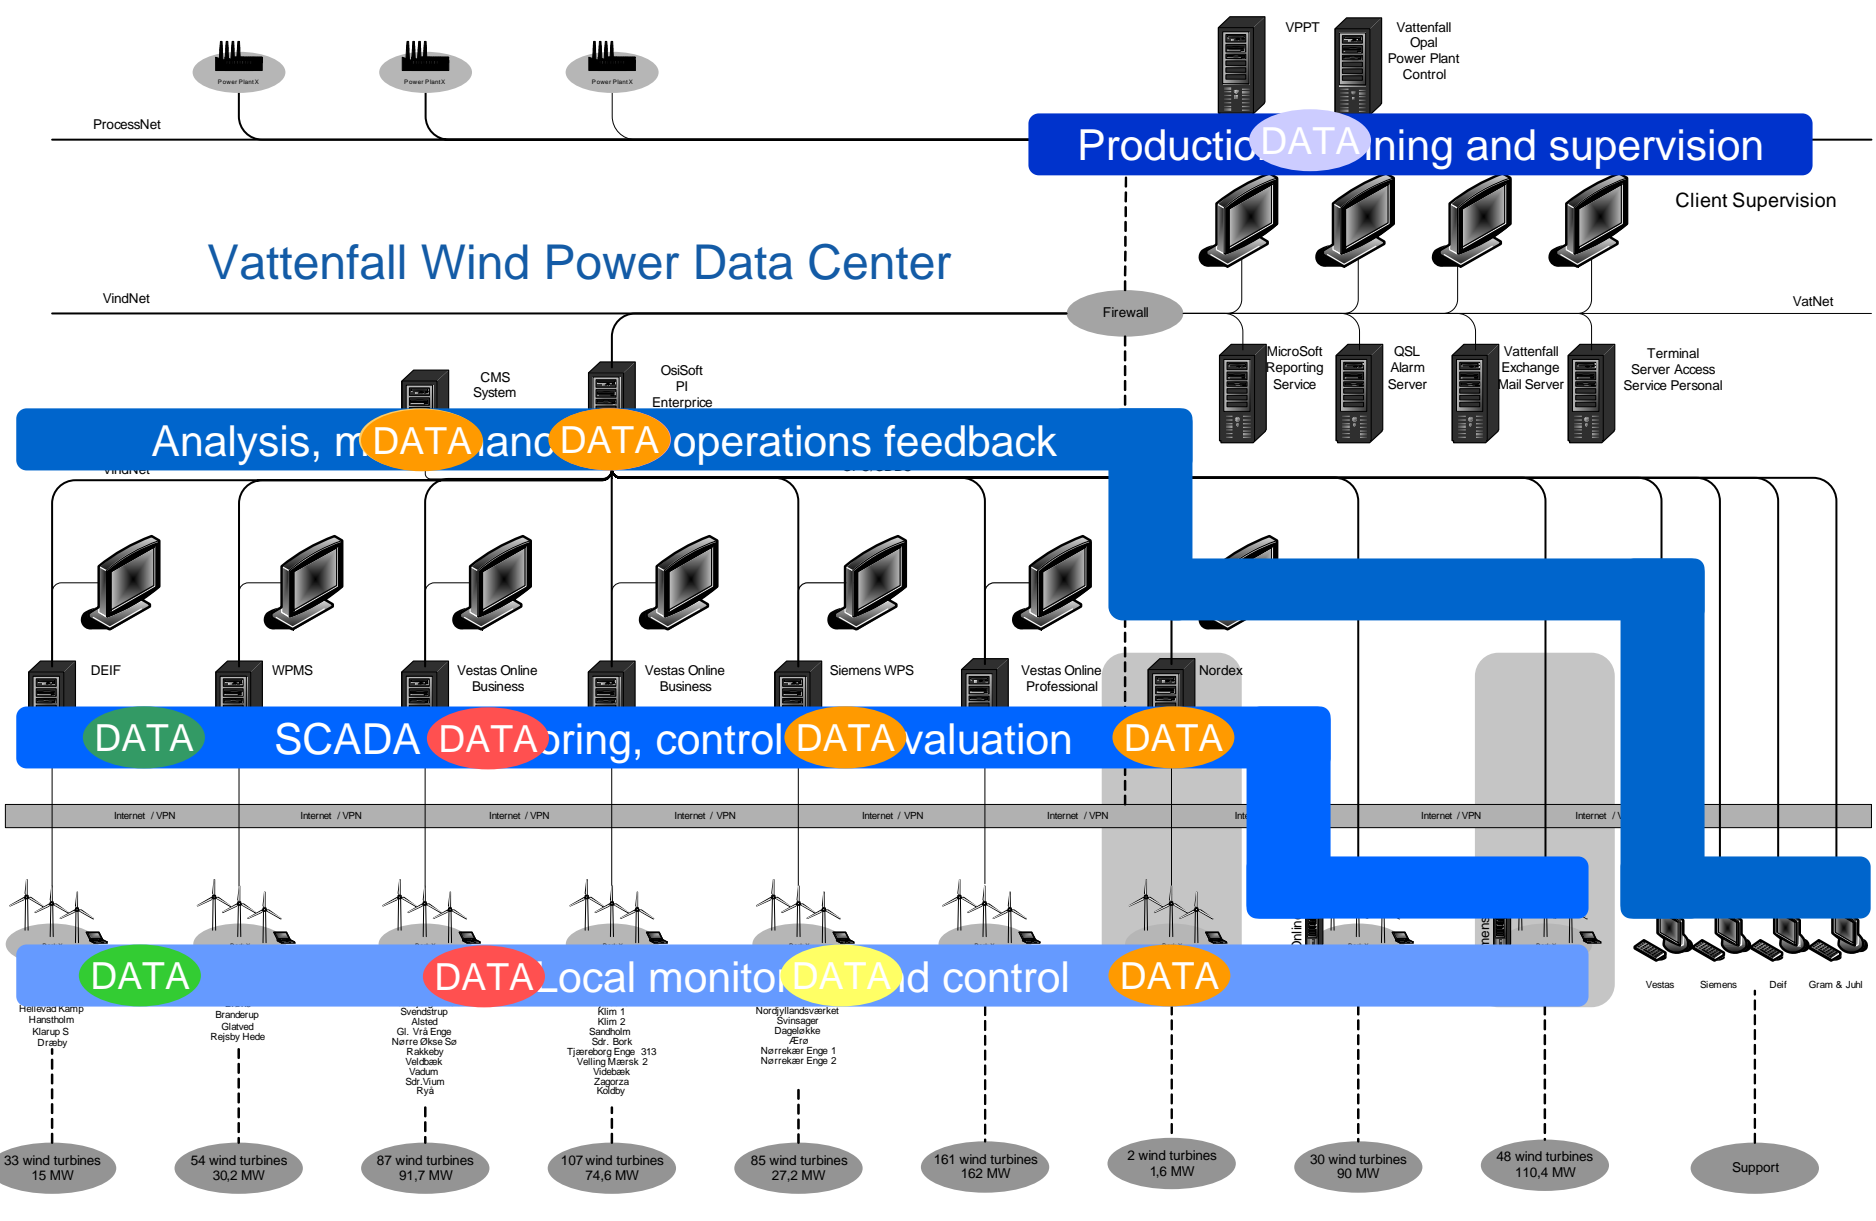 VPPT
Vattenfall
Opal
Power Plant
Control
Power Plant X
Power Plant X
Power Plant X
ProcessNet
Production
DATA
ning and supervision
Client Supervision
Vattenfall Wind Power Data Center
VindNet
Firewall
VatNet
MicroSoft
Reporting
Service
QSL
Alarm
Server
Vattenfall
Exchange
Mail Server
Terminal
Server Access
Service Personal
CMS
System
OsiSoft
PI
Enterprice
Analysis, m
DATA
DATA
operations feedback
VindNet
DEIF
WPMS
Vestas Online
Business
Vestas Online
Business
Siemens WPS
Vestas Online
Professional
Nordex
DATA
SCADA
DATA
oring, control
DATA
valuation
DATA
Internet / VPN
Internet / VPN
Internet / VPN
Internet / VPN
Internet / VPN
Internet / VPN
Internet / VPN
Internet /
DATA
DATA
Local monitor
DATA
d control
DATA
Vestas
Siemens
Deif
Gram & Juhl
Hellevad Kamp
Hanstholm
Klarup S
Dræby
Branderup
Glatved
Rejsby Hede
Svendstrup
Alsted
Gl. Vrå Enge
Nørre Økse Sø
Rakkeby
Veldbæk
Vadum
Sdr.Vium
Ryå
Klim 1
Klim 2
Sandholm
Sdr. Bork
Tjæreborg Enge 313
Velling Mærsk 2
Videbæk
Zagorza
Koldby
Nordjyllandsværket
Svinsager
Dageløkke
Ærø
Nørrekær Enge 1
Nørrekær Enge 2
33 wind turbines
15 MW
54 wind turbines
30,2 MW
87 wind turbines
91,7 MW
107 wind turbines
74,6 MW
85 wind turbines
27,2 MW
161 wind turbines
162 MW
2 wind turbines
1,6 MW
30 wind turbines
90 MW
48 wind turbines
110,4 MW
Support